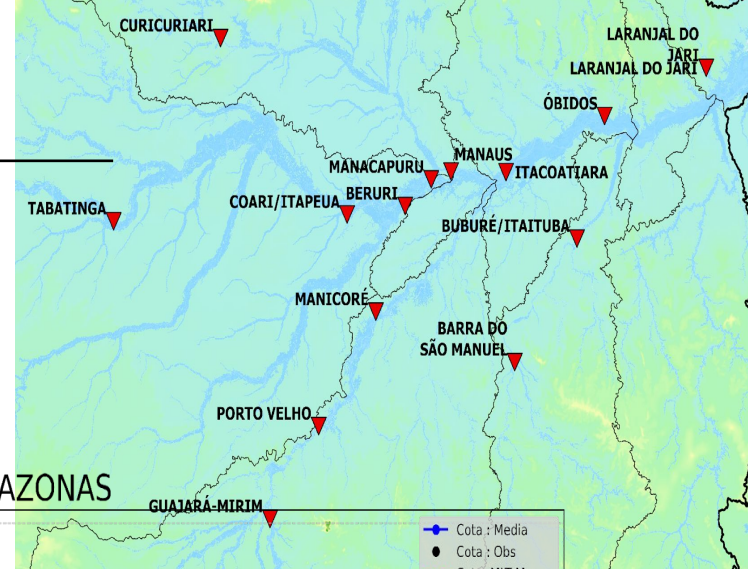 CURICURIARI
LARANJAL DO
JARI
LARANJAL DO JARI
ÓBIDOS
MANAUS
MANACAPURU
ITACOATIARA
BERURI
COARI/ITAPEUA
TABATINGA
BUBURÉ/ITAITUBA
MANICORÉ
BARRA DO
SÃO MANUEL
PORTO VELHO
AZONAS
GUAJARÁ-MIRIM
Cota : Media
Cota : Obs